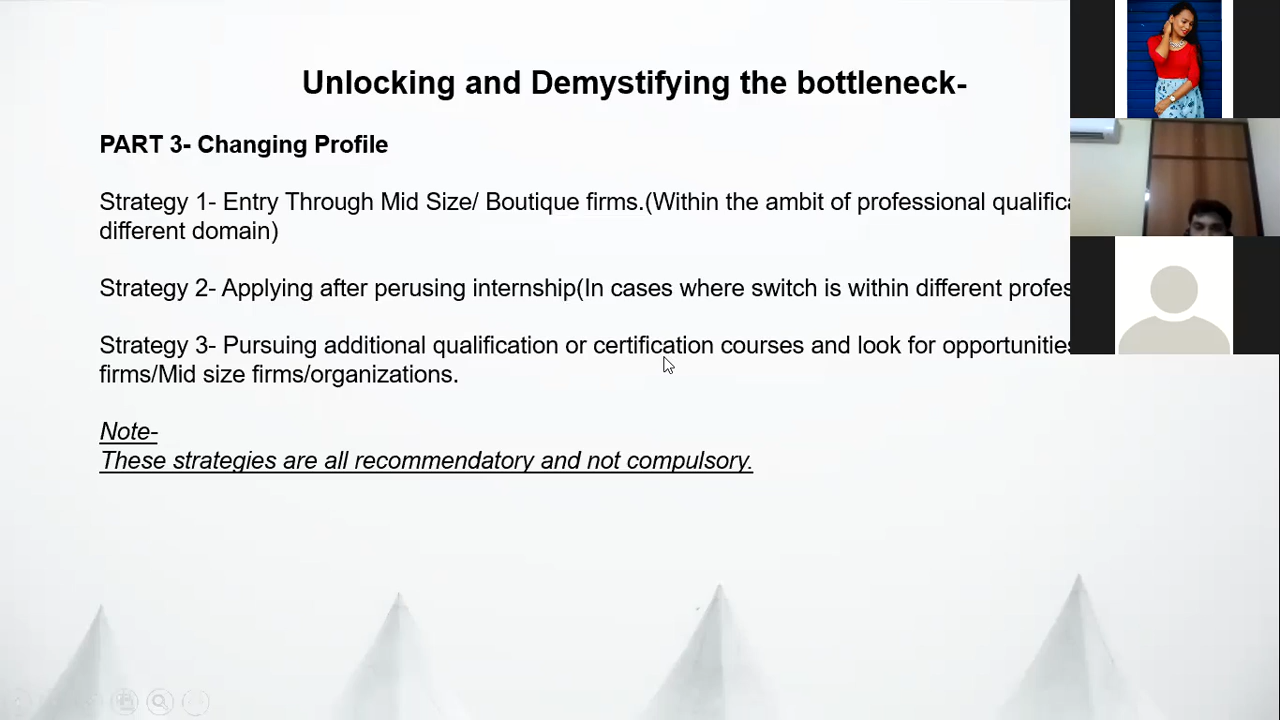 Unlocking and Demystifying the bottleneck-
PART 3- Changing Profile
Strategy 1- Entry Through Mid Size/ Boutique firms.(Within the ambit of professional
different domain)
Strategy 2- Applying after perusing internship(In cases where switch is within different
Strategy 3- Pursuing additional qualification or certification courses and look for opportunities
firms/Mid size firms/organizations.
Note-
These strategies are all recommendatory and not compulsory.